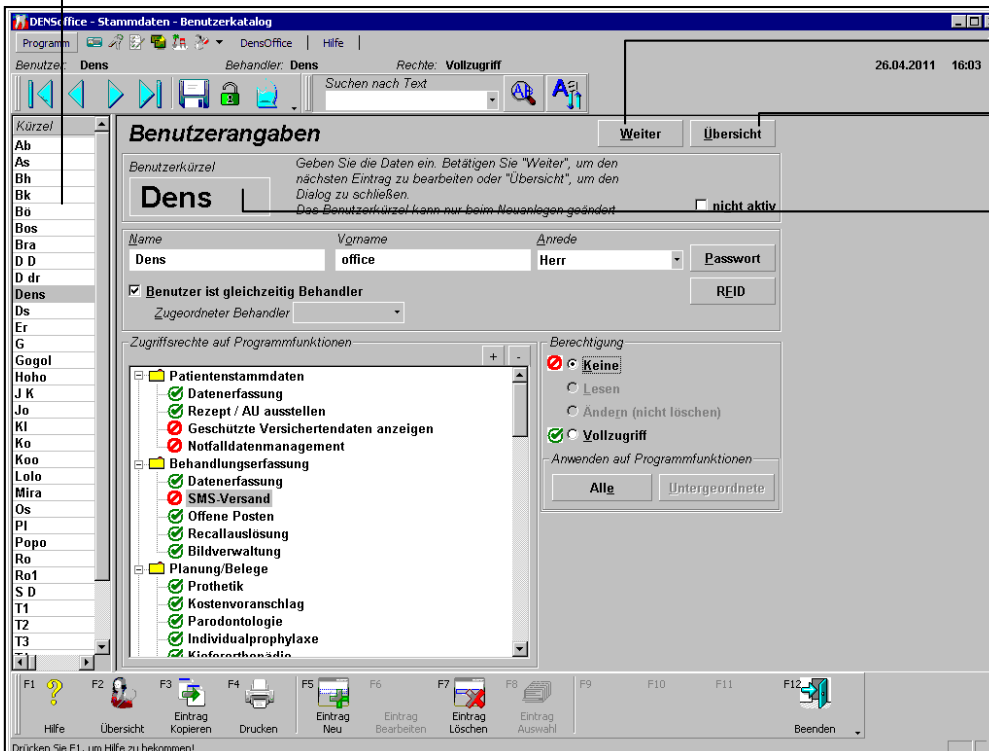 DENSoffice - Stammdaten - Benutzerkatalog
Programm DensOffice | Hilfe |
Benutzer: Dens Behandler: Dens Rechte: Vollzugriff 26.04.2011 16:03
Suchen nach Text
Kürzel
Ab
As
Bh
Bk
Bö
Bos
Bra
D D
D dr
Dens
Ds
Er
G
Gogol
Hoho
J K
Jo
Kl
Ko
Koo
Lolo
Mira
Os
Pl
Popo
Ro
Ro1
S D
T1
T2
T3
Benutzerangaben
Weiter Übersicht
Benutzerkürzel
Dens
Geben Sie die Daten ein. Betätigen Sie "Weiter", um den
nächsten Eintrag zu bearbeiten oder "Übersicht", um den
Dialog zu schließen.
Das Benutzerkürzel kann nur beim Neuanlegen geändert
nicht aktiv
Name Vorname Anrede
Dens office Herr Passwort
Benutzer ist gleichzeitig Behandler RFID
Zugeordneter Behandler
Zugriffsrechte auf Programmfunktionen
+ -
Patientenstammdaten
Datenerfassung
Rezept / AU ausstellen
Geschützte Versichertendaten anzeigen
Notfalldatenmanagement
Behandlungserfassung
Datenerfassung
SMS-Versand
Offene Posten
Recallauslösung
Bildverwaltung
Planung/Belege
Prothetik
Kostenvoranschlag
Parodontologie
Individualprophylaxe
Kieferorthopädie
Berechtigung
Keine
Lesen
Ändern (nicht löschen)
Vollzugriff
Anwenden auf Programmfunktionen
Alle Untergeordnete
F1 Hilfe
F2 Übersicht
F3 Eintrag Kopieren
F4 Drucken
F5 Eintrag Neu
F6 Eintrag Bearbeiten
F7 Eintrag Löschen
F8 Eintrag Auswahl
F9
F10
F11
F12 Beenden
Drücken Sie F1, um Hilfe zu bekommen!